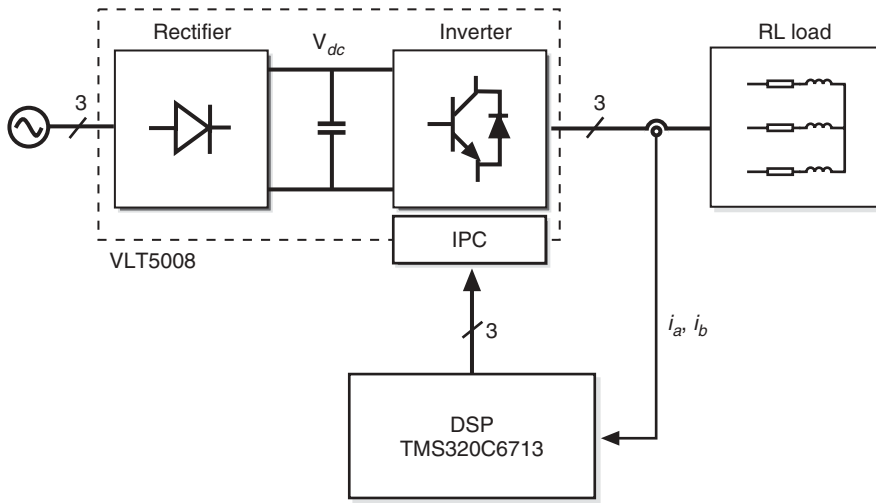 Rectifier
V_dc
Inverter
RL load
3
3
IPC
VLT5008
3
i_a, i_b
DSP
TMS320C6713